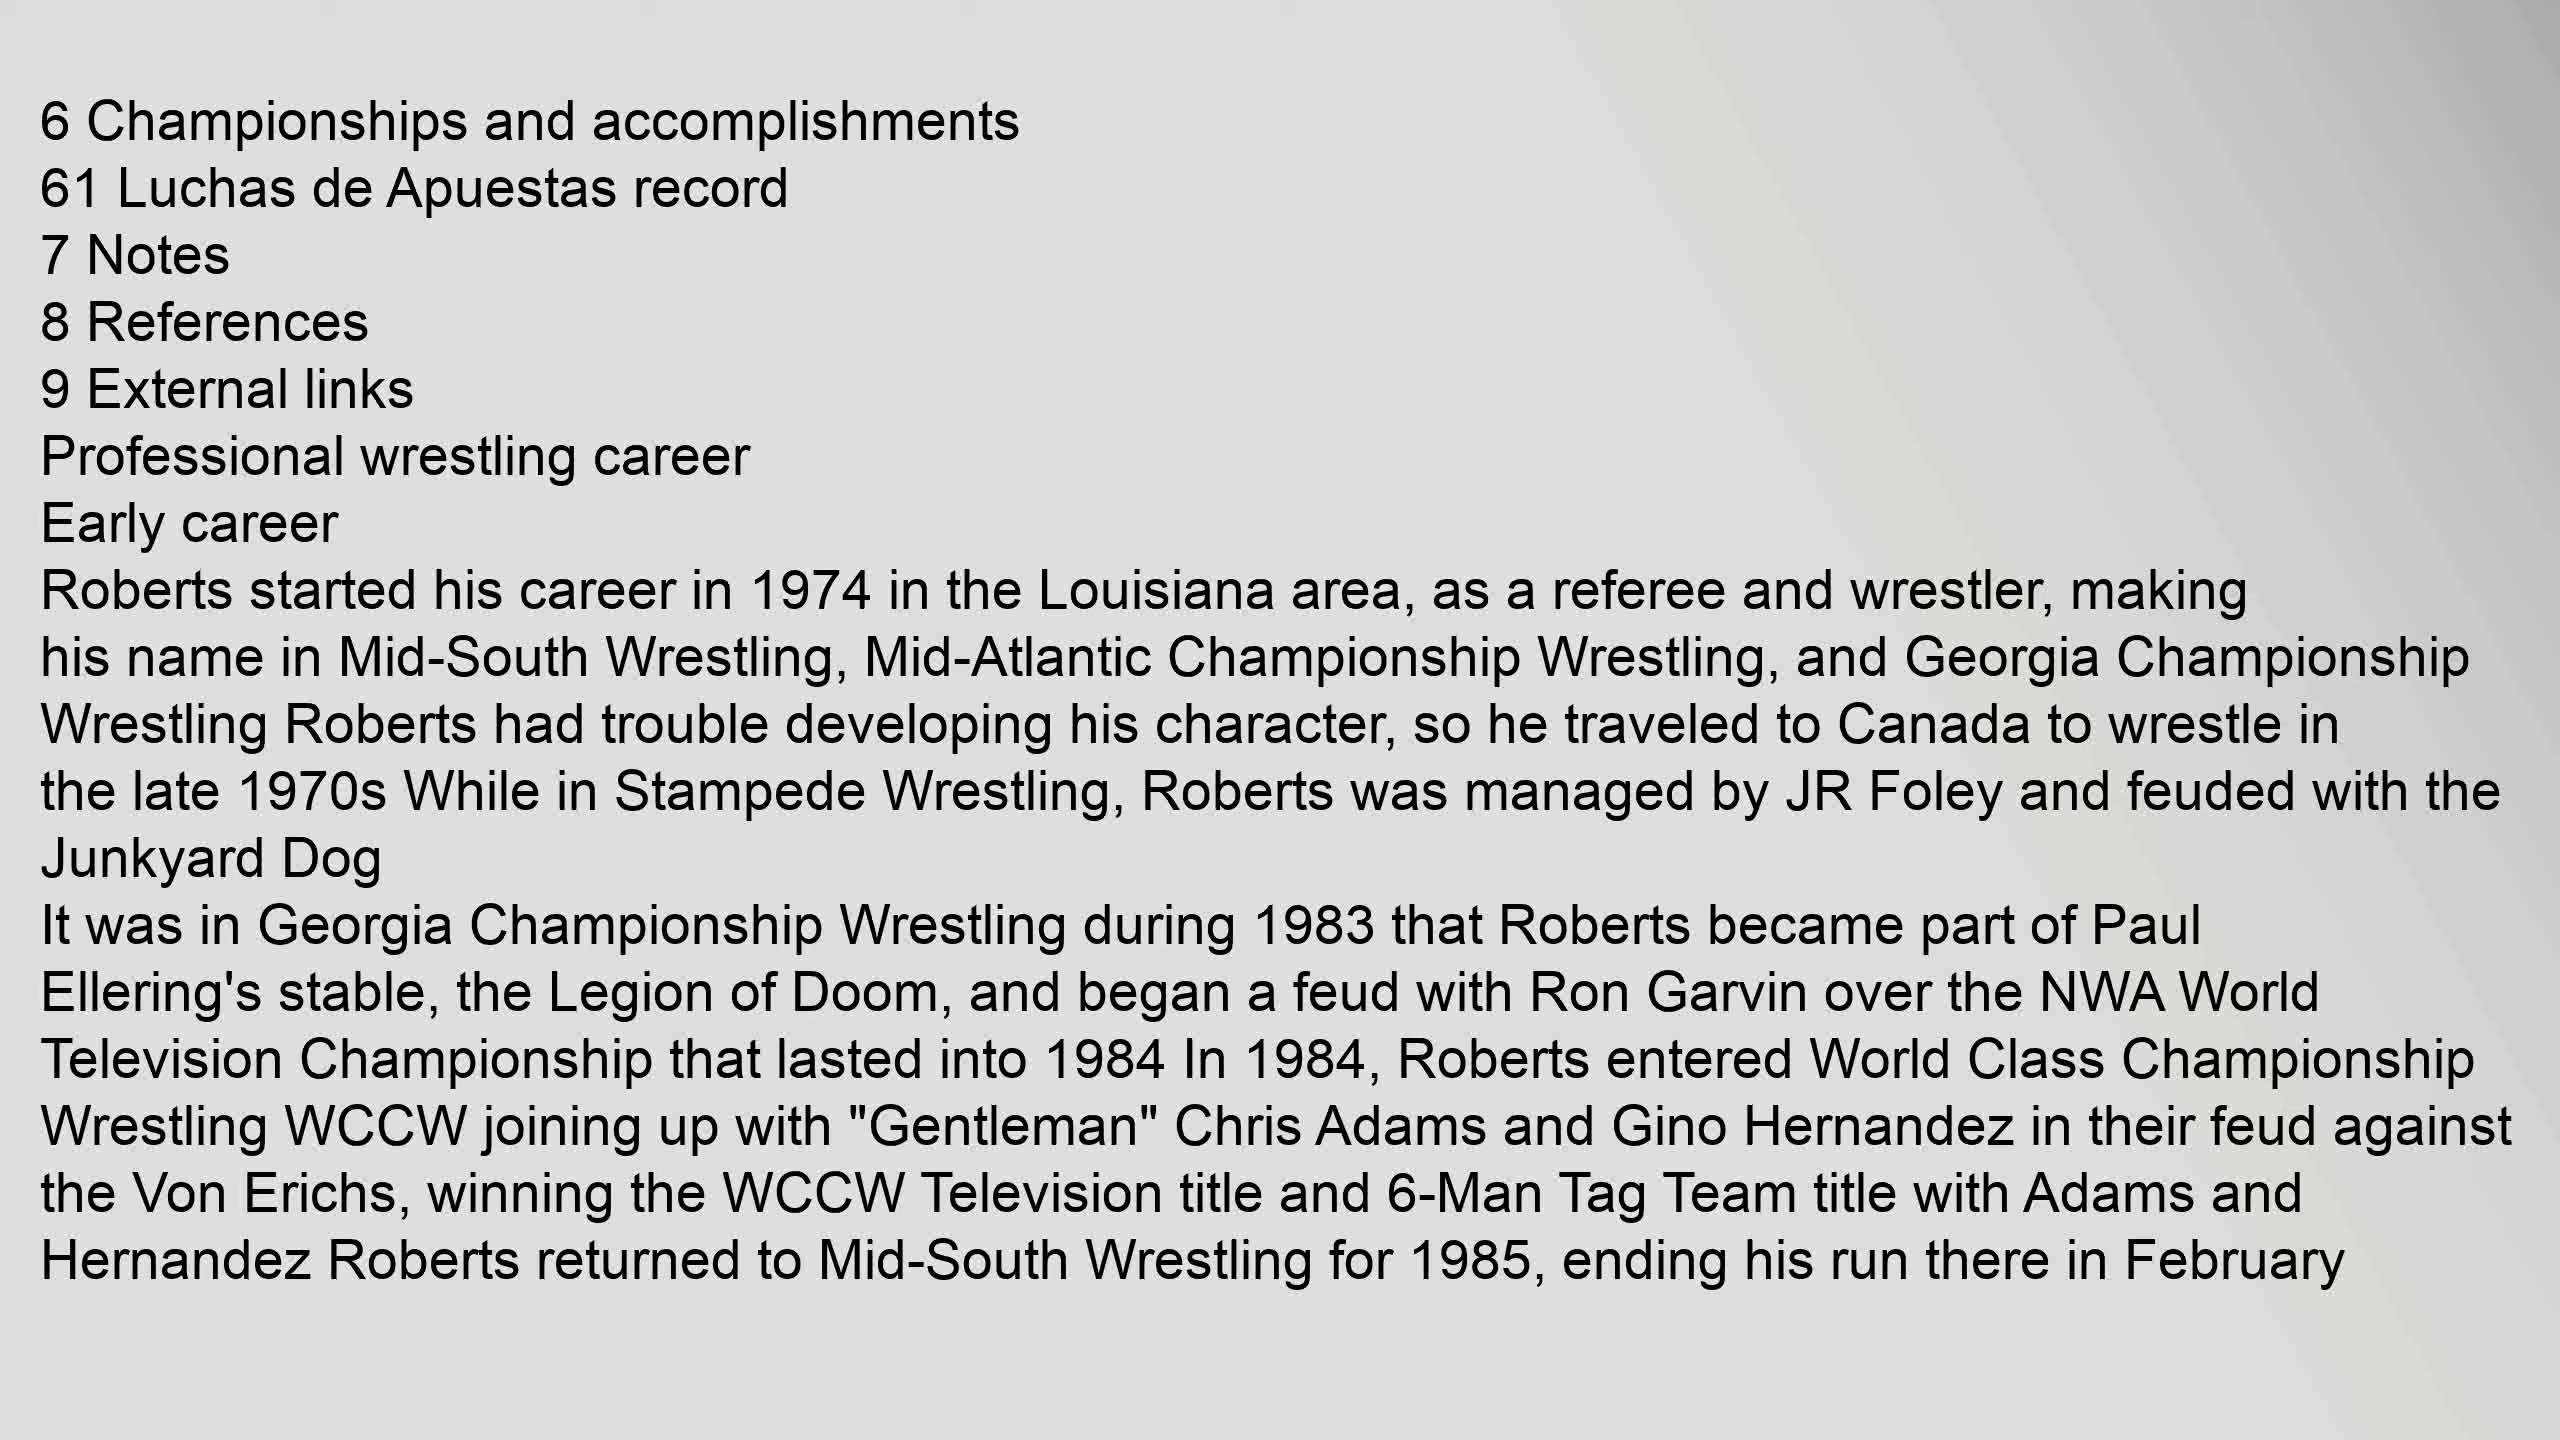 6 Championships and accomplishments
61 Luchas de Apuestas record
7 Notes
8 References
9 External links
Professional wrestling career
Early career
Roberts started his career in 1974 in the Louisiana area, as a referee and wrestler, making
his name in Mid-South Wrestling, Mid-Atlantic Championship Wrestling, and Georgia Championship
Wrestling Roberts had trouble developing his character, so he traveled to Canada to wrestle in
the late 1970s While in Stampede Wrestling, Roberts was managed by JR Foley and feuded with the
Junkyard Dog
It was in Georgia Championship Wrestling during 1983 that Roberts became part of Paul
Ellering's stable, the Legion of Doom, and began a feud with Ron Garvin over the NWA World
Television Championship that lasted into 1984 In 1984, Roberts entered World Class Championship
Wrestling WCCW joining up with "Gentleman" Chris Adams and Gino Hernandez in their feud against
the Von Erichs, winning the WCCW Television title and 6-Man Tag Team title with Adams and
Hernandez Roberts returned to Mid-South Wrestling for 1985, ending his run there in February